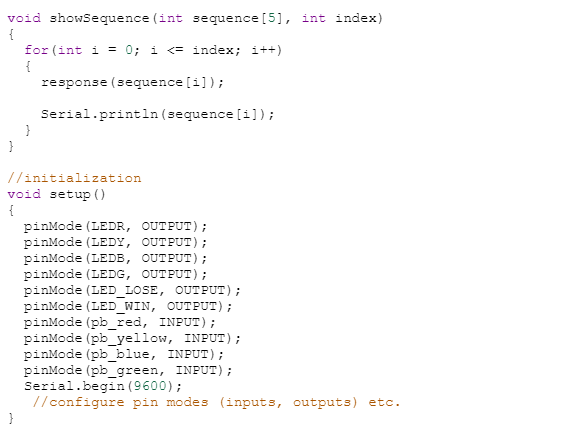 void showSequence(int sequence[5], int index)
{
  for(int i = 0; i <= index; i++)
  {
    response(sequence[i]);

    Serial.println(sequence[i]);
  }
}

//initialization
void setup()
{
  pinMode(LEDR, OUTPUT);
  pinMode(LEDY, OUTPUT);
  pinMode(LEDB, OUTPUT);
  pinMode(LEDG, OUTPUT);
  pinMode(LED_LOSE, OUTPUT);
  pinMode(LED_WIN, OUTPUT);
  pinMode(pb_red, INPUT);
  pinMode(pb_yellow, INPUT);
  pinMode(pb_blue, INPUT);
  pinMode(pb_green, INPUT);
  Serial.begin(9600);
   //configure pin modes (inputs, outputs) etc.
}